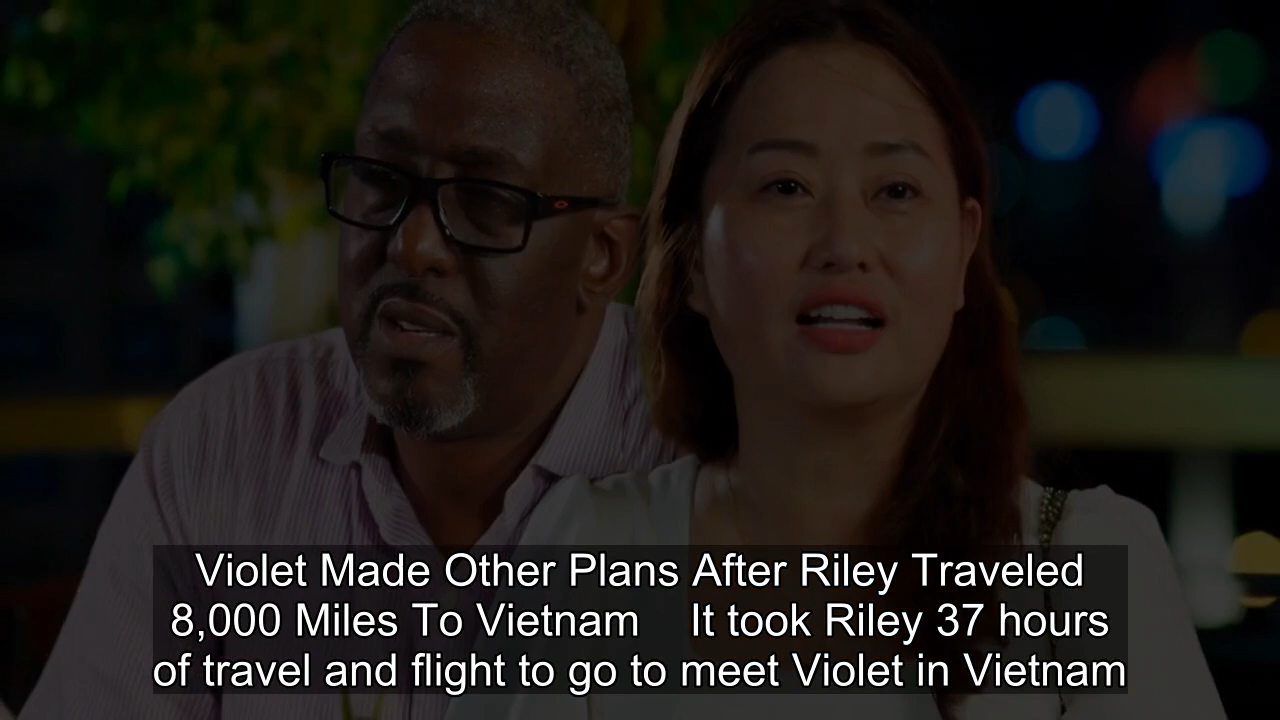 Violet Made Other Plans After Riley Traveled
8,000 Miles To Vietnam    It took Riley 37 hours
of travel and flight to go to meet Violet in Vietnam